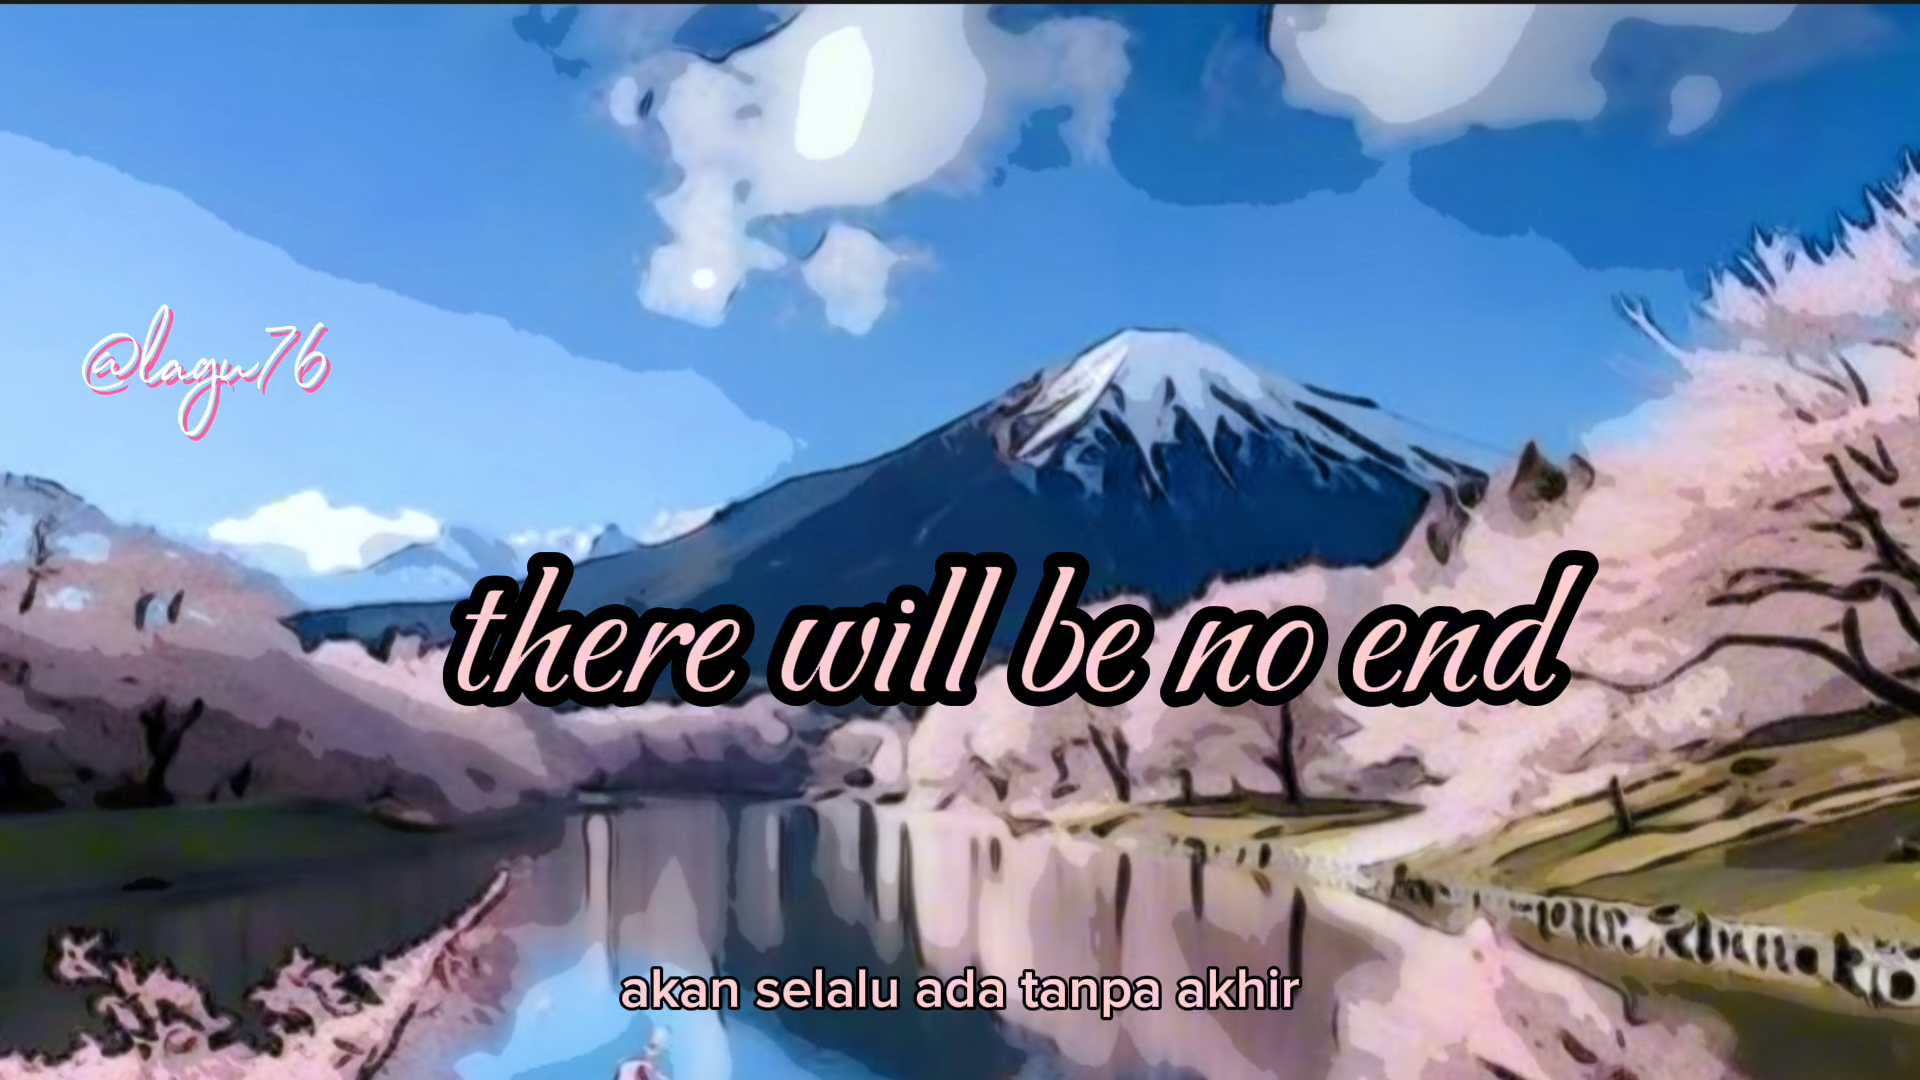 @lagu76
there will be no end
akan selalu ada tanpa akhir